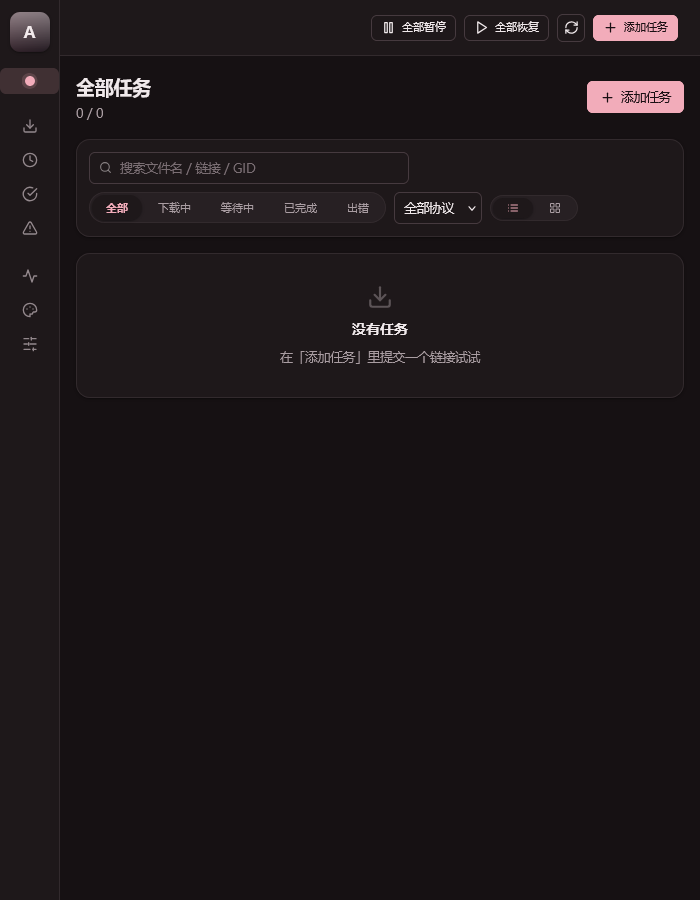 A
全部暂停 全部恢复 添加任务
全部任务
0 / 0
添加任务
搜索文件名 / 链接 / GID
全部 下载中 等待中 已完成 出错 全部协议
没有任务
在「添加任务」里提交一个链接试试